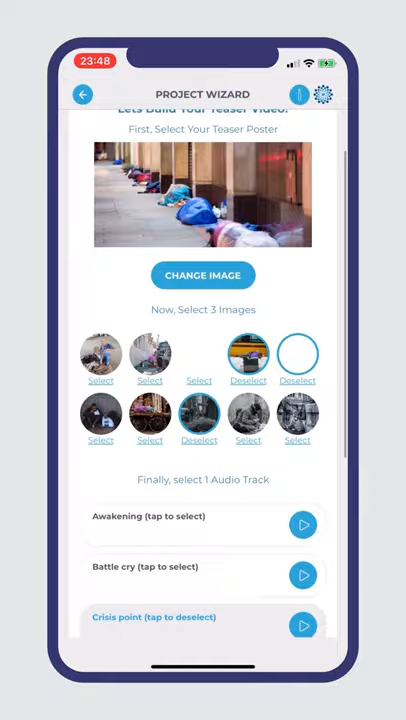 23:48
PROJECT WIZARD
Lets Build Your Teaser Video!
First, Select Your Teaser Poster
CHANGE IMAGE
Now, Select 3 Images
Select Select Select Deselect Deselect
Select Select Deselect Select Select
Finally, select 1 Audio Track
Awakening (tap to select)
Battle cry (tap to select)
Crisis point (tap to deselect)